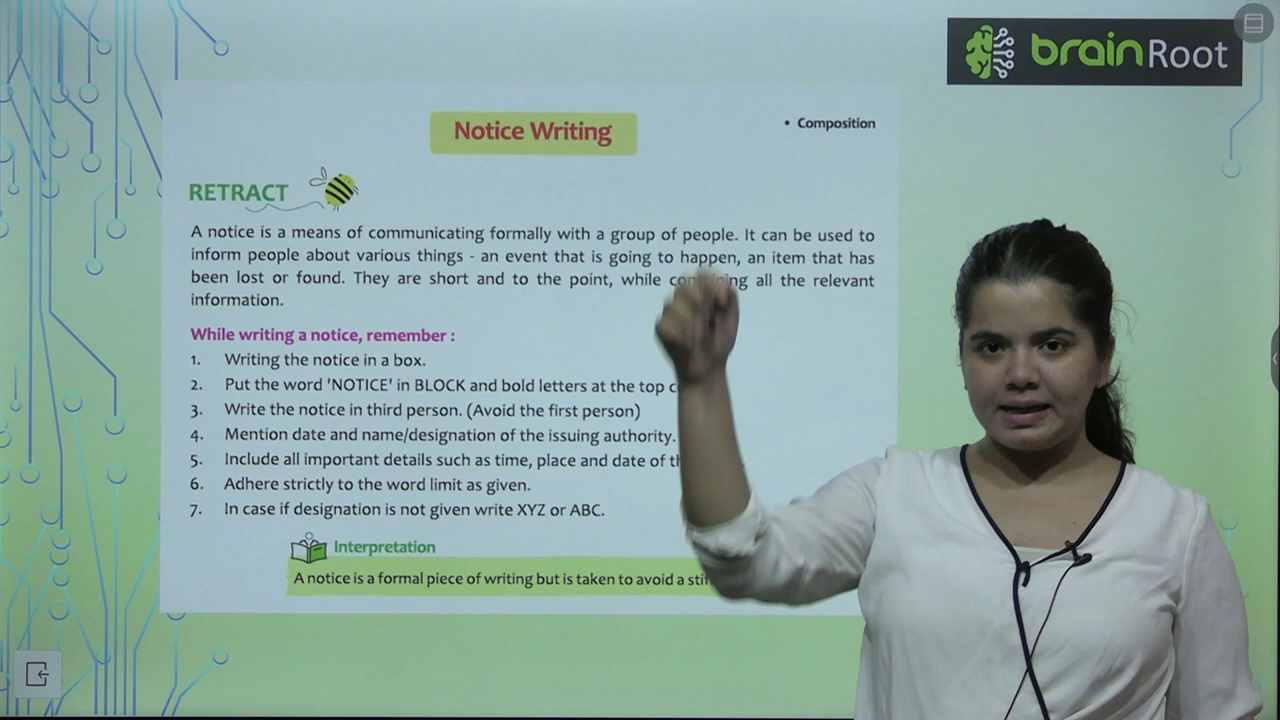 brainRoot
Notice Writing
• Composition
RETRACT
A notice is a means of communicating formally with a group of people. It can be used to
inform people about various things - an event that is going to happen, an item that has
been lost or found. They are short and to the point, while all the relevant
information.
While writing a notice, remember :
1. Writing the notice in a box.
2. Put the word 'NOTICE' in BLOCK and bold letters at the top
3. Write the notice in third person. (Avoid the first person)
4. Mention date and name/designation of the issuing authority.
5. Include all important details such as time, place and date of
6. Adhere strictly to the word limit as given.
7. In case if designation is not given write XYZ or ABC.
Interpretation
A notice is a formal piece of writing but is taken to avoid a